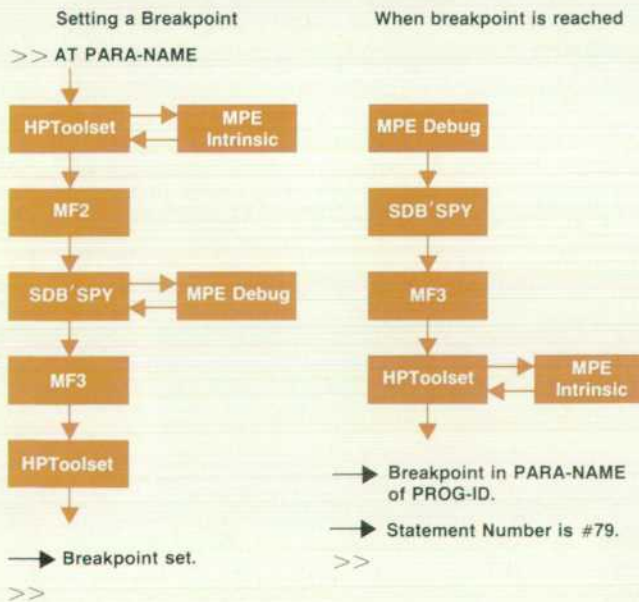 Setting a Breakpoint
>> AT PARA-NAME
HPToolset
MPE
Intrinsic
MF2
SDB'SPY
MPE Debug
MF3
HPToolset
Breakpoint set.
>>
When breakpoint is reached
MPE Debug
SDB'SPY
MF3
HPToolset
MPE
Intrinsic
Breakpoint in PARA-NAME
of PROG-ID.
Statement Number is #79.
>>